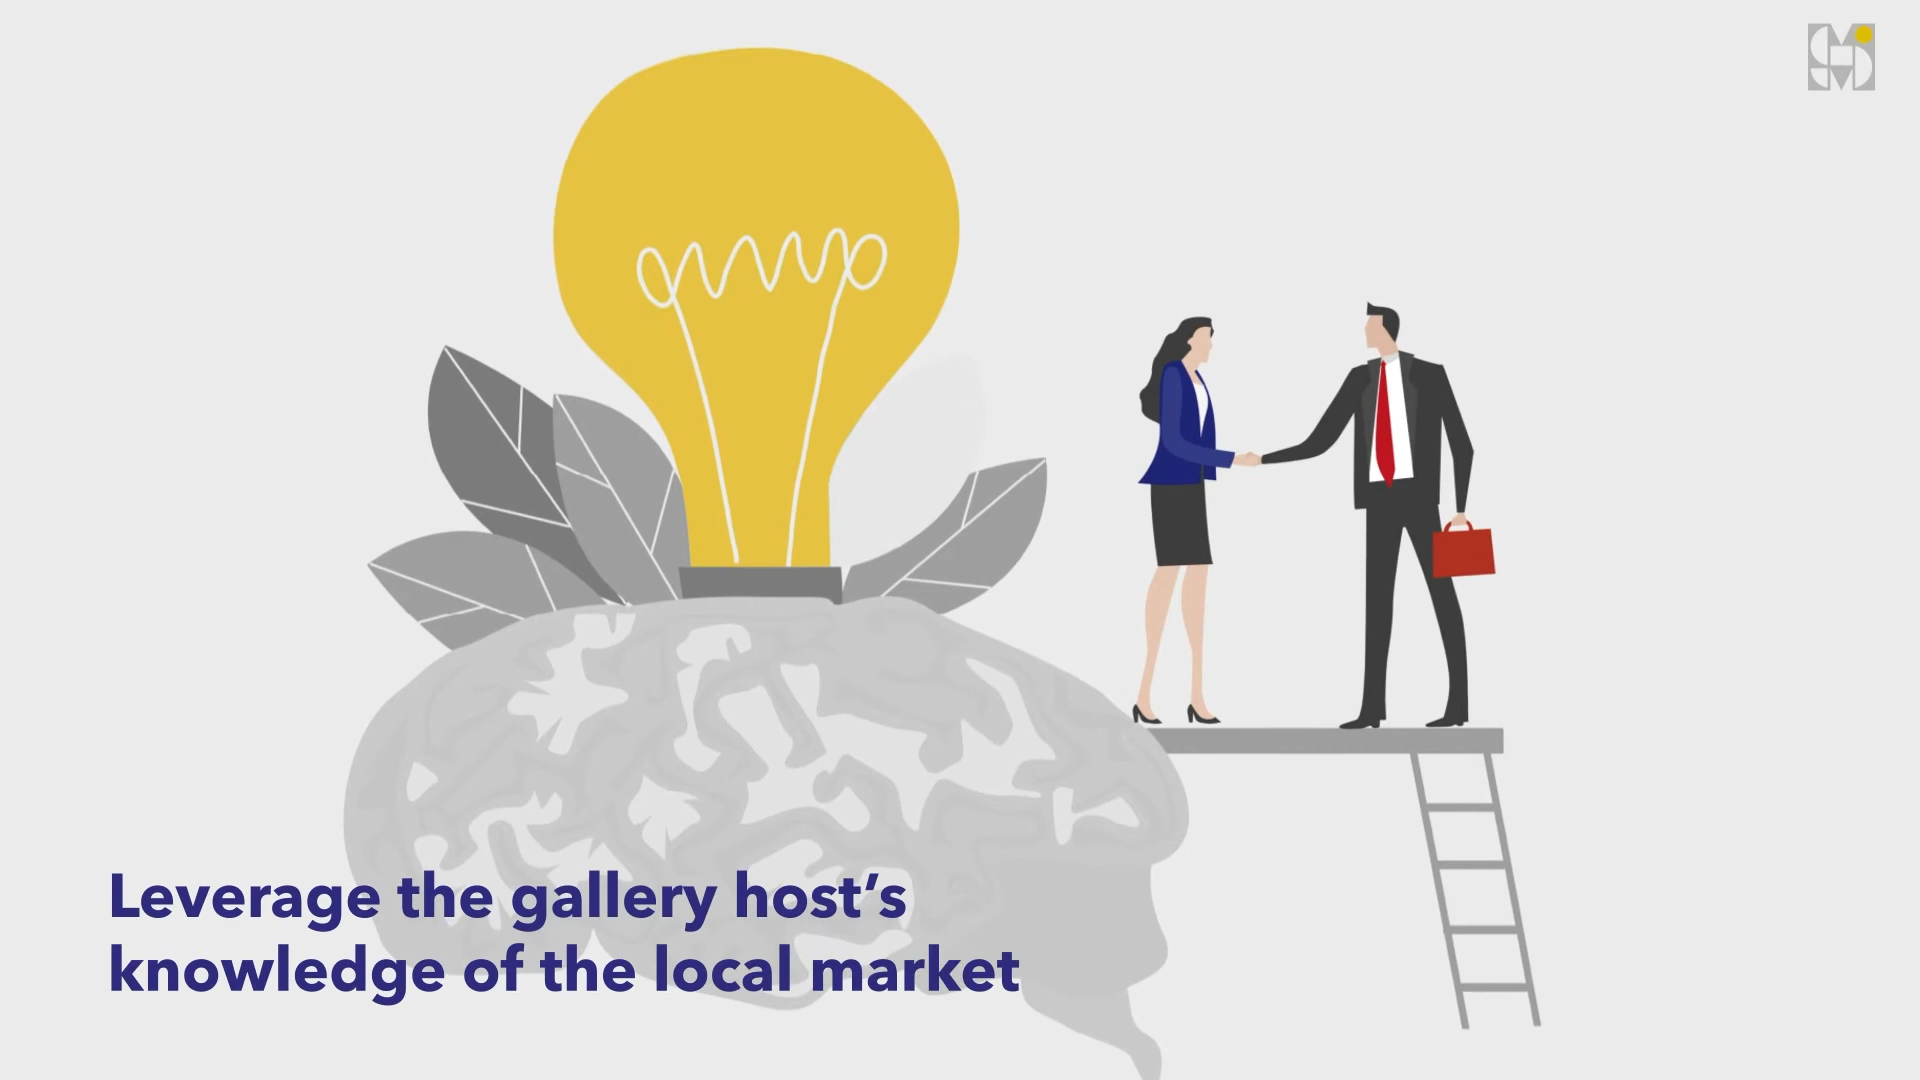 Leverage the gallery host’s
knowledge of the local market